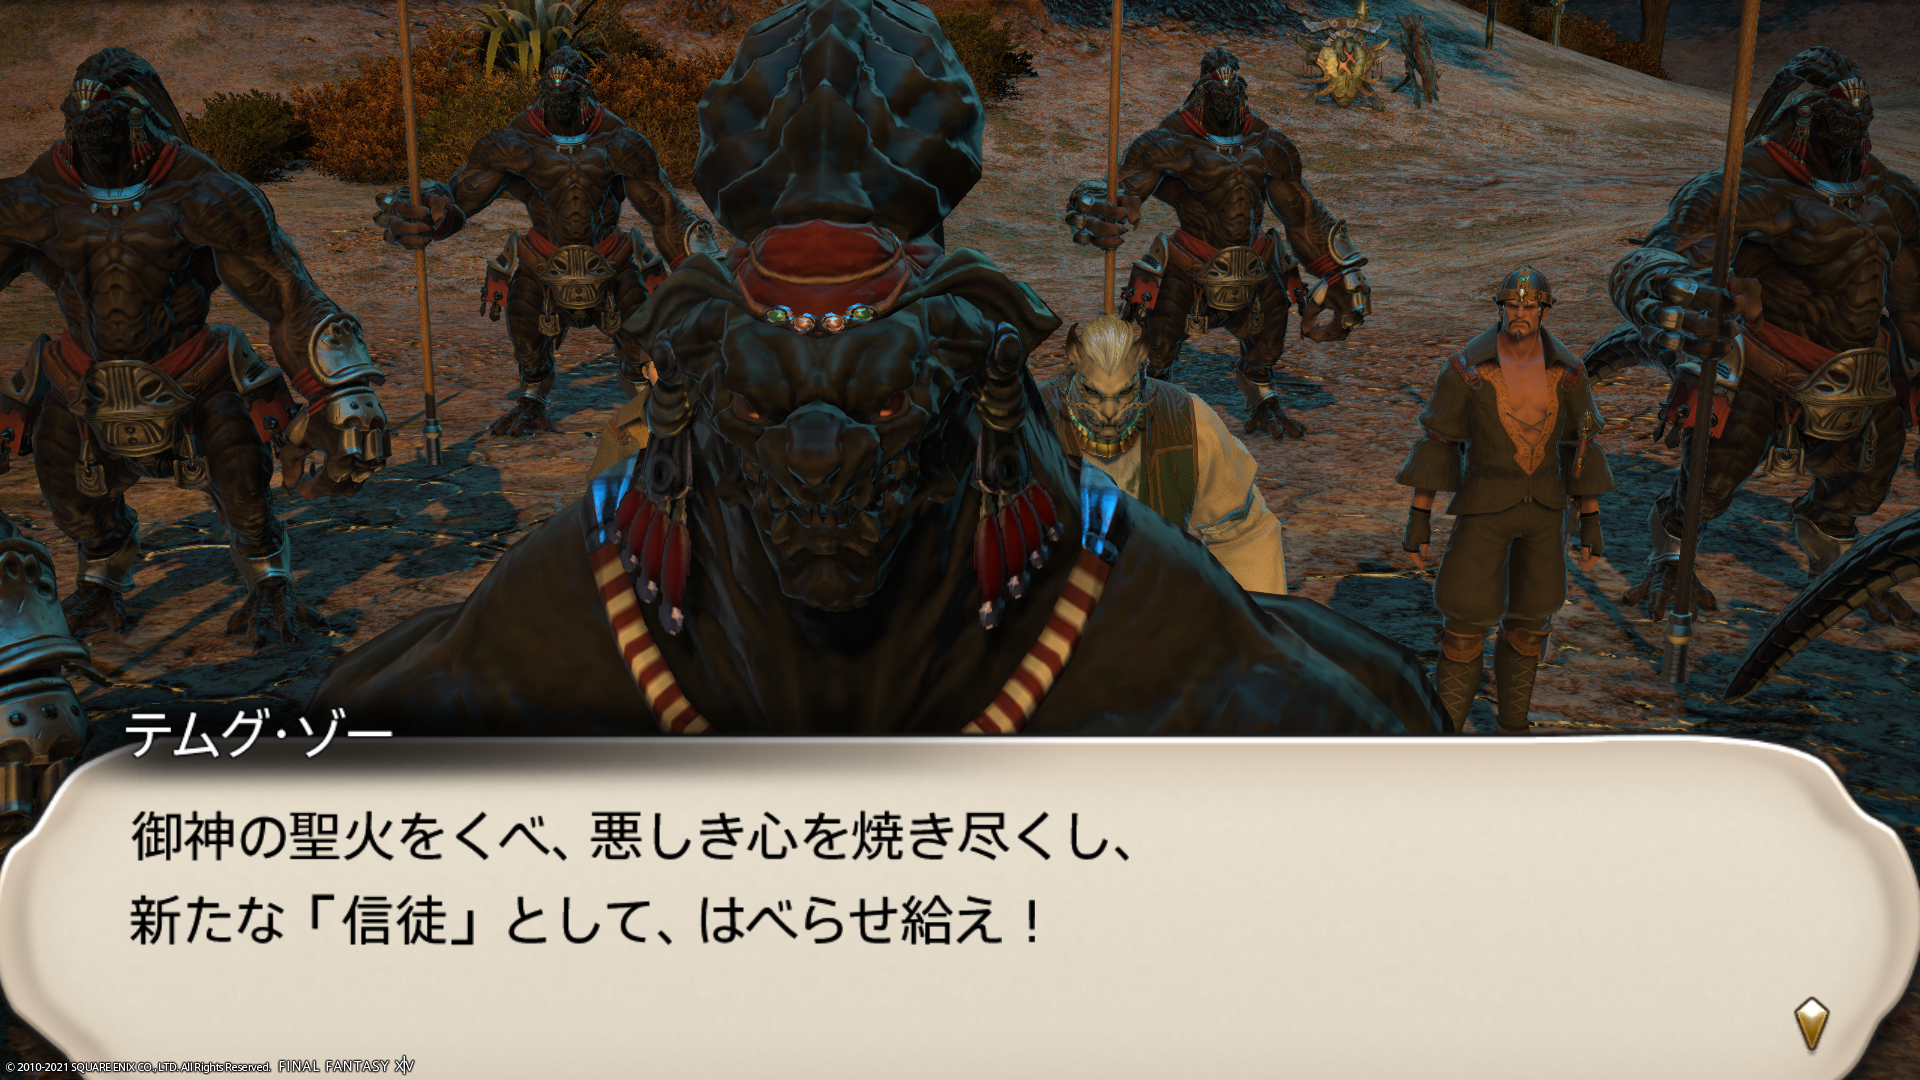 テムグ・ゾー
御神の聖火をくべ、悪しき心を焼き尽くし、
新たな「信徒」として、はべらせ給え！
© 2010-2021 SQUARE ENIX CO., LTD. All Rights Reserved. FINAL FANTASY XIV